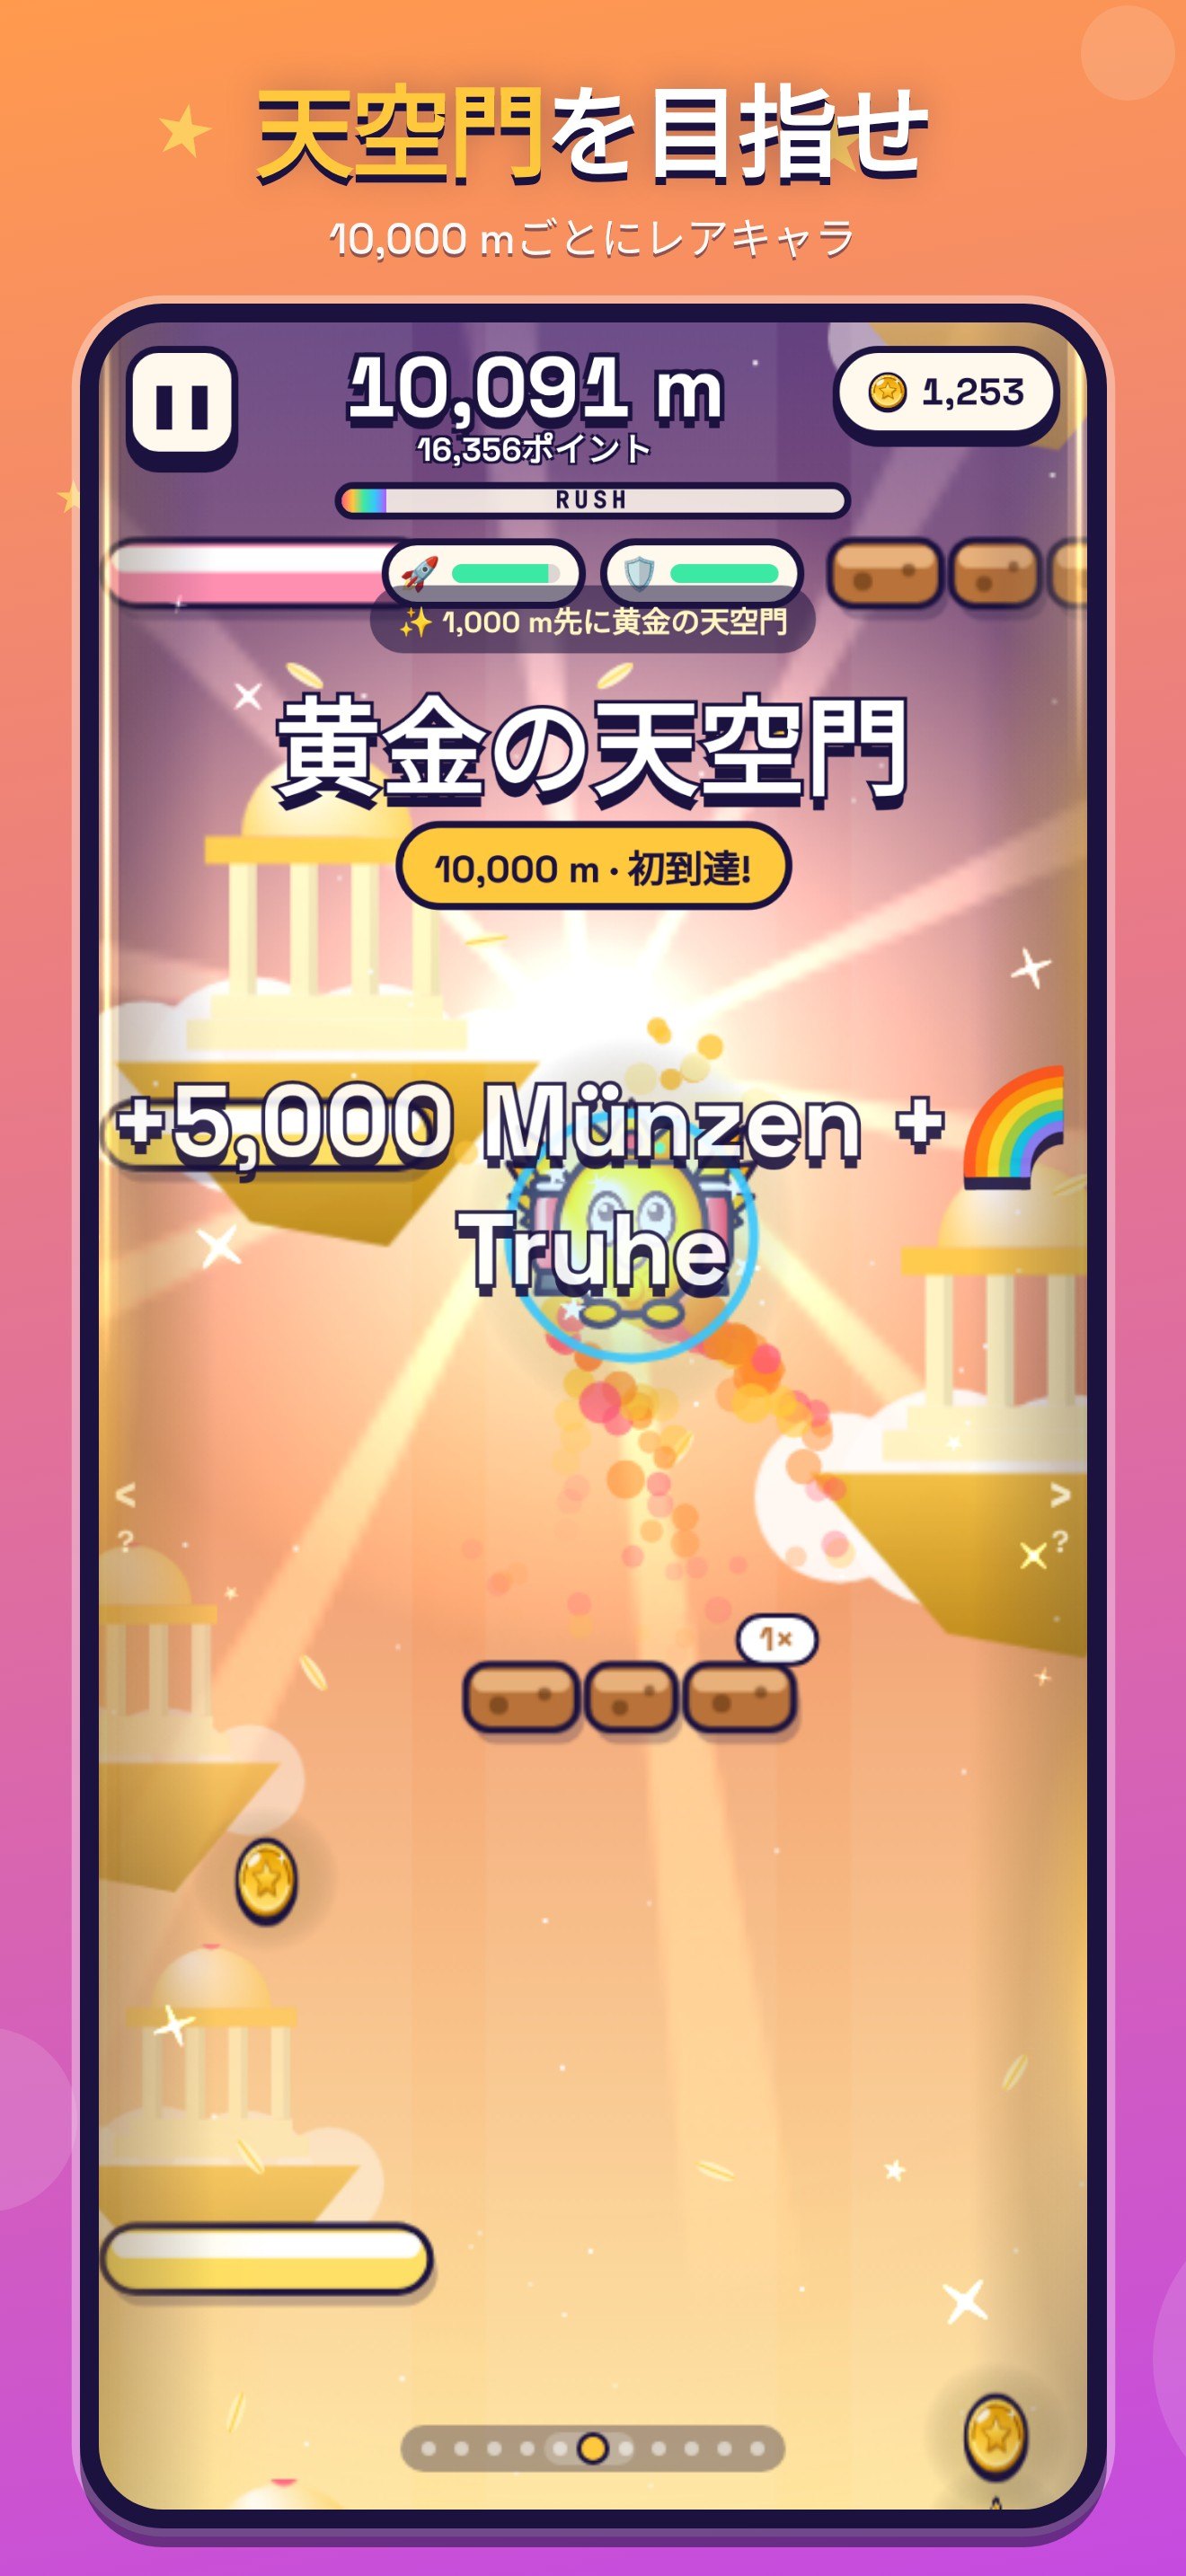 天空門を目指せ
10,000 mごとにレアキャラ
10,091 m
1,253
16,356ポイント
RUSH
✨ 1,000 m先に黄金の天空門
黄金の天空門
10,000 m · 初到達!
+5,000 Münzen + 🌈
Truhe
< >
? ?
1×